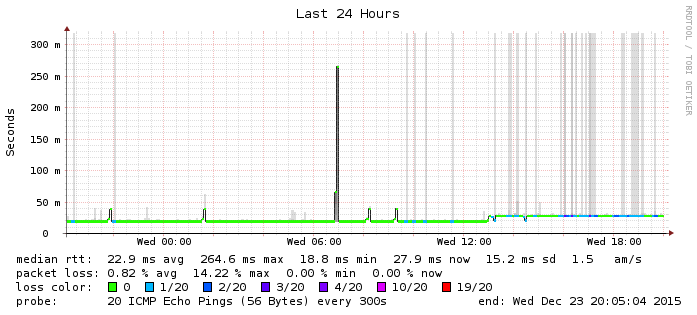 Last 24 Hours
RRDTOOL / TOBI OETIKER
Seconds
300 m
250 m
200 m
150 m
100 m
50 m
0
Wed 00:00 Wed 06:00 Wed 12:00 Wed 18:00
median rtt: 22.9 ms avg 264.6 ms max 18.8 ms min 27.9 ms now 15.2 ms sd 1.5 am/s
packet loss: 0.82 % avg 14.22 % max 0.00 % min 0.00 % now
loss color: 0 1/20 2/20 3/20 4/20 10/20 19/20
probe: 20 ICMP Echo Pings (56 Bytes) every 300s end: Wed Dec 23 20:05:04 2015